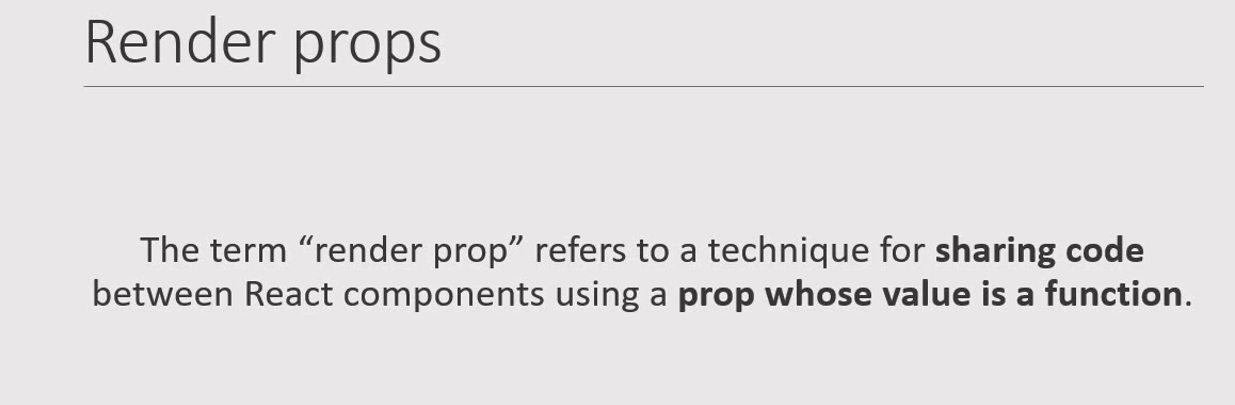 Render props
The term “render prop” refers to a technique for sharing code
between React components using a prop whose value is a function.